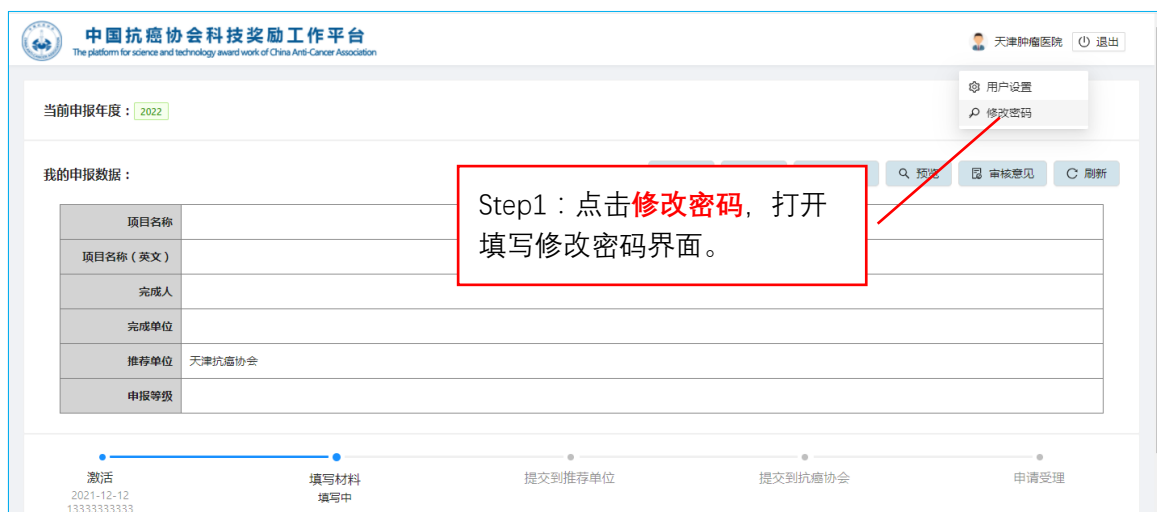 中国抗癌协会科技奖励工作平台
The platform for science and technology award work of China Anti-Cancer Association
天津肿瘤医院 退出
用户设置
修改密码
当前申报年度：2022
我的申报数据：
预览 审核意见 刷新
Step1：点击修改密码，打开
填写修改密码界面。
项目名称
项目名称（英文）
完成人
完成单位
推荐单位 天津抗癌协会
申报等级
激活 填写材料 提交到推荐单位 提交到抗癌协会 申请受理
2021-12-12 填写中
13333333333